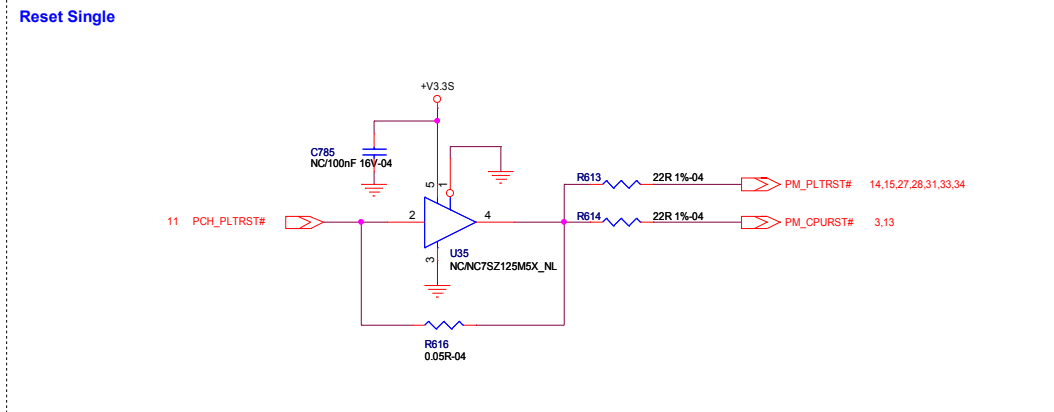 Reset Single
+V3.3S
C785
NC/100nF 16V-04
5
1
R613
22R 1%-04
PM_PLTRST#
14,15,27,28,31,33,34
11
PCH_PLTRST#
2
4
R614
22R 1%-04
PM_CPURST#
3,13
3
U35
NC/NC7SZ125M5X_NL
R616
0.05R-04